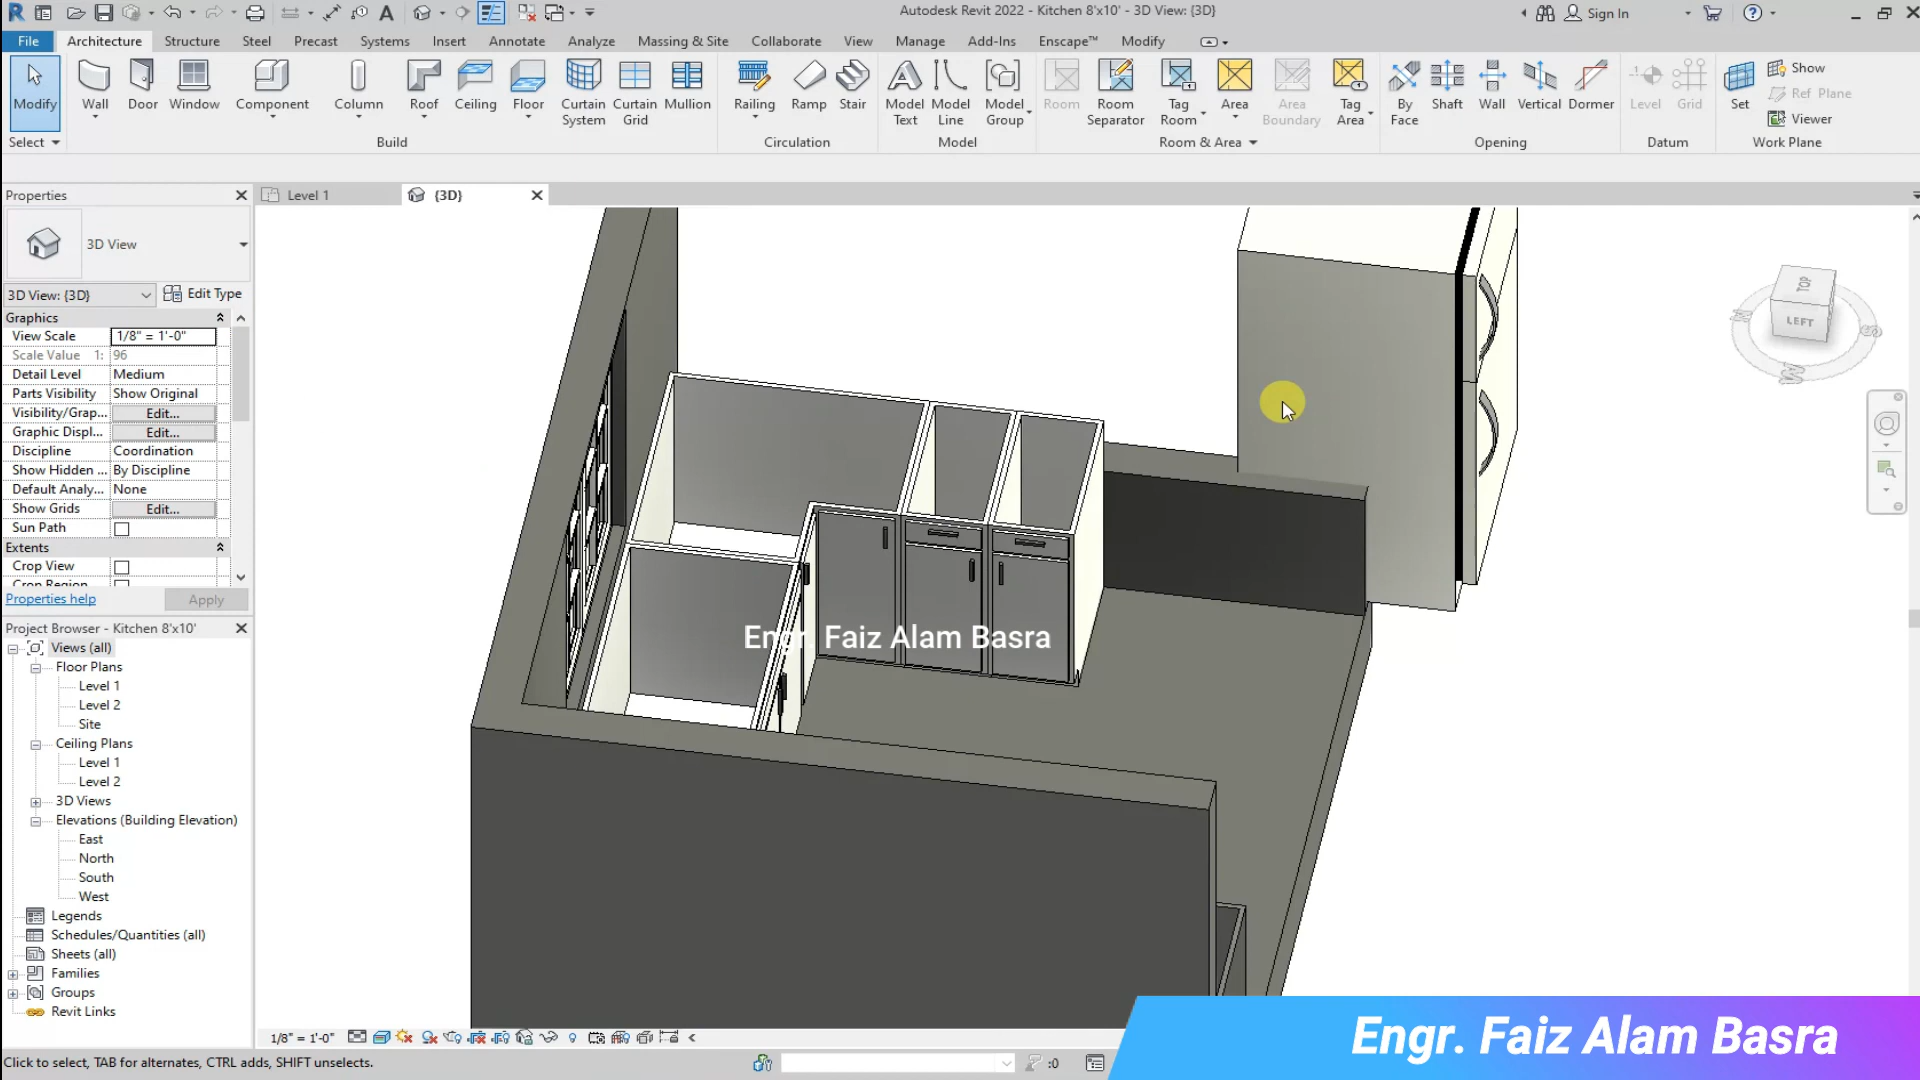 Autodesk Revit 2022 - Kitchen 8'x10' - 3D View: {3D}
Sign In
File Architecture Structure Steel Precast Systems Insert Annotate Analyze Massing & Site Collaborate View Manage Add-Ins Enscape™ Modify
Modify Wall Door Window Component Column Roof Ceiling Floor Curtain System Curtain Grid Mullion Railing Ramp Stair Model Text Model Line Model Group Room Room Separator Tag Room Area Area Boundary Tag Area By Face Shaft Wall Vertical Dormer Level Grid Set Show
Ref Plane
Viewer
Select Build Circulation Model Room & Area Opening Datum Work Plane
Properties
Level 1
{3D}
3D View
3D View: {3D} Edit Type
Graphics
View Scale 1/8" = 1'-0"
Scale Value 1: 96
Detail Level Medium
Parts Visibility Show Original
Visibility/Grap... Edit...
Graphic Displ... Edit...
Discipline Coordination
Show Hidden ... By Discipline
Default Analy... None
Show Grids Edit...
Sun Path
Extents
Crop View
Crop Region
Properties help Apply
Project Browser - Kitchen 8'x10'
Views (all)
Floor Plans
Level 1
Level 2
Site
Ceiling Plans
Level 1
Level 2
3D Views
Elevations (Building Elevation)
East
North
South
West
Legends
Schedules/Quantities (all)
Sheets (all)
Families
Groups
Revit Links
TOP
LEFT
N
S
W
Engr. Faiz Alam Basra
1/8" = 1'-0"
Click to select, TAB for alternates, CTRL adds, SHIFT unselects.
:0
Engr. Faiz Alam Basra